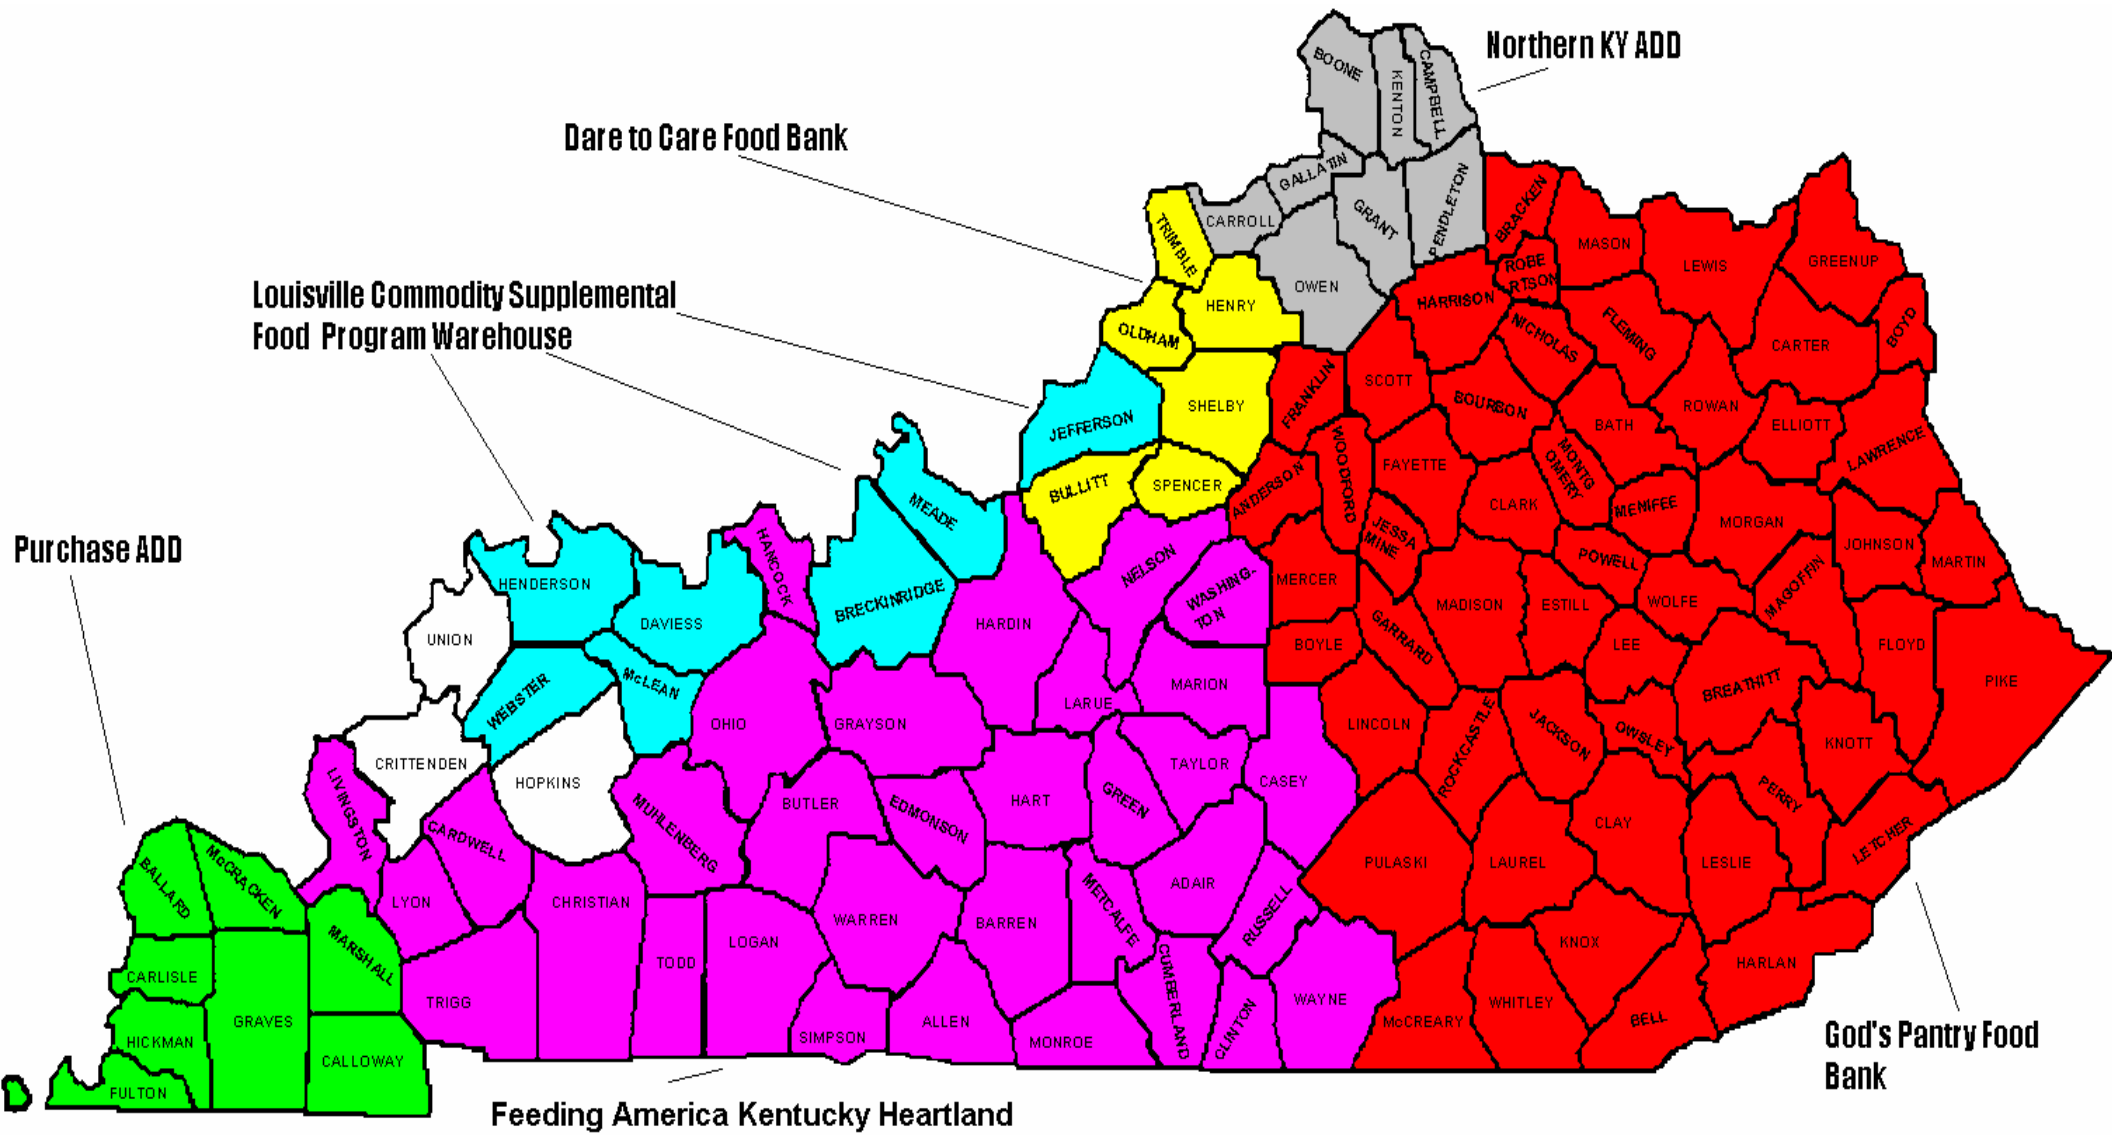 Northern KY ADD
Dare to Care Food Bank
Louisville Commodity Supplemental
Food Program Warehouse
Purchase ADD
God's Pantry Food
Bank
Feeding America Kentucky Heartland
BOONE
KENTON
CAMPBELL
GALLATIN
CARROLL
GRANT
PENDLETON
OWEN
TRIMBLE
HENRY
OLDHAM
SHELBY
BULLITT
SPENCER
JEFFERSON
MEADE
BRECKINRIDGE
HENDERSON
DAVIESS
WEBSTER
McLEAN
UNION
CRITTENDEN
HOPKINS
BALLARD
McCRACKEN
CARLISLE
HICKMAN
FULTON
GRAVES
MARSHALL
CALLOWAY
LIVINGSTON
CARDWELL
LYON
TRIGG
CHRISTIAN
TODD
LOGAN
SIMPSON
MUHLENBERG
HANCOCK
OHIO
BUTLER
WARREN
ALLEN
GRAYSON
EDMONSON
HARDIN
HART
BARREN
MONROE
METCALFE
NELSON
WASHING-
TON
LARUE
MARION
GREEN
TAYLOR
ADAIR
CUMBERLAND
CASEY
RUSSELL
CLINTON
WAYNE
BRACKEN
MASON
ROBE
RTSON
LEWIS
GREENUP
HARRISON
NICHOLAS
FLEMING
CARTER
BOYD
FRANKLIN
SCOTT
BOURBON
BATH
ROWAN
ELLIOTT
LAWRENCE
ANDERSON
WOODFORD
FAYETTE
CLARK
MONTG
OMERY
MENIFEE
MORGAN
JESSA
MINE
JOHNSON
MARTIN
MERCER
MADISON
ESTILL
POWELL
WOLFE
MAGOFFIN
BOYLE
GARRARD
LEE
FLOYD
PIKE
LINCOLN
ROCKCASTLE
JACKSON
OWSLEY
BREATHITT
KNOTT
PERRY
PULASKI
LAUREL
CLAY
LESLIE
LETCHER
McCREARY
WHITLEY
KNOX
BELL
HARLAN